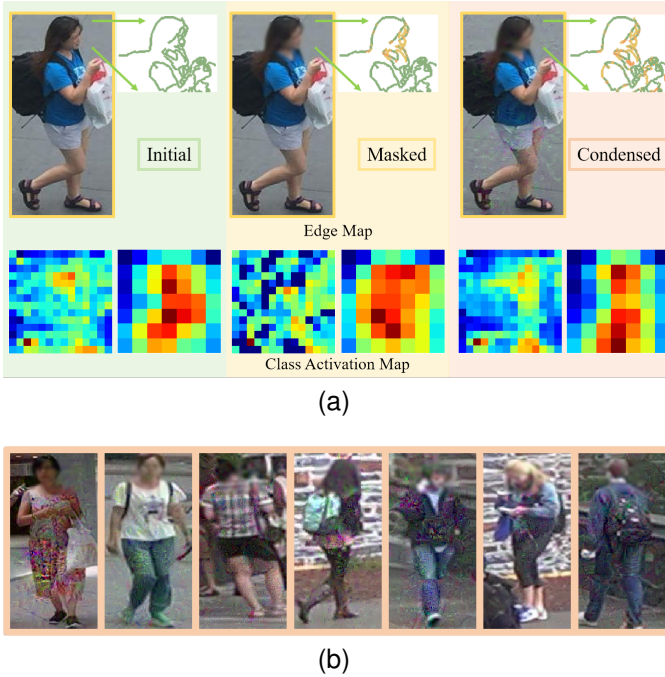 Initial
Masked
Condensed
Edge Map
Class Activation Map
(a)
(b)